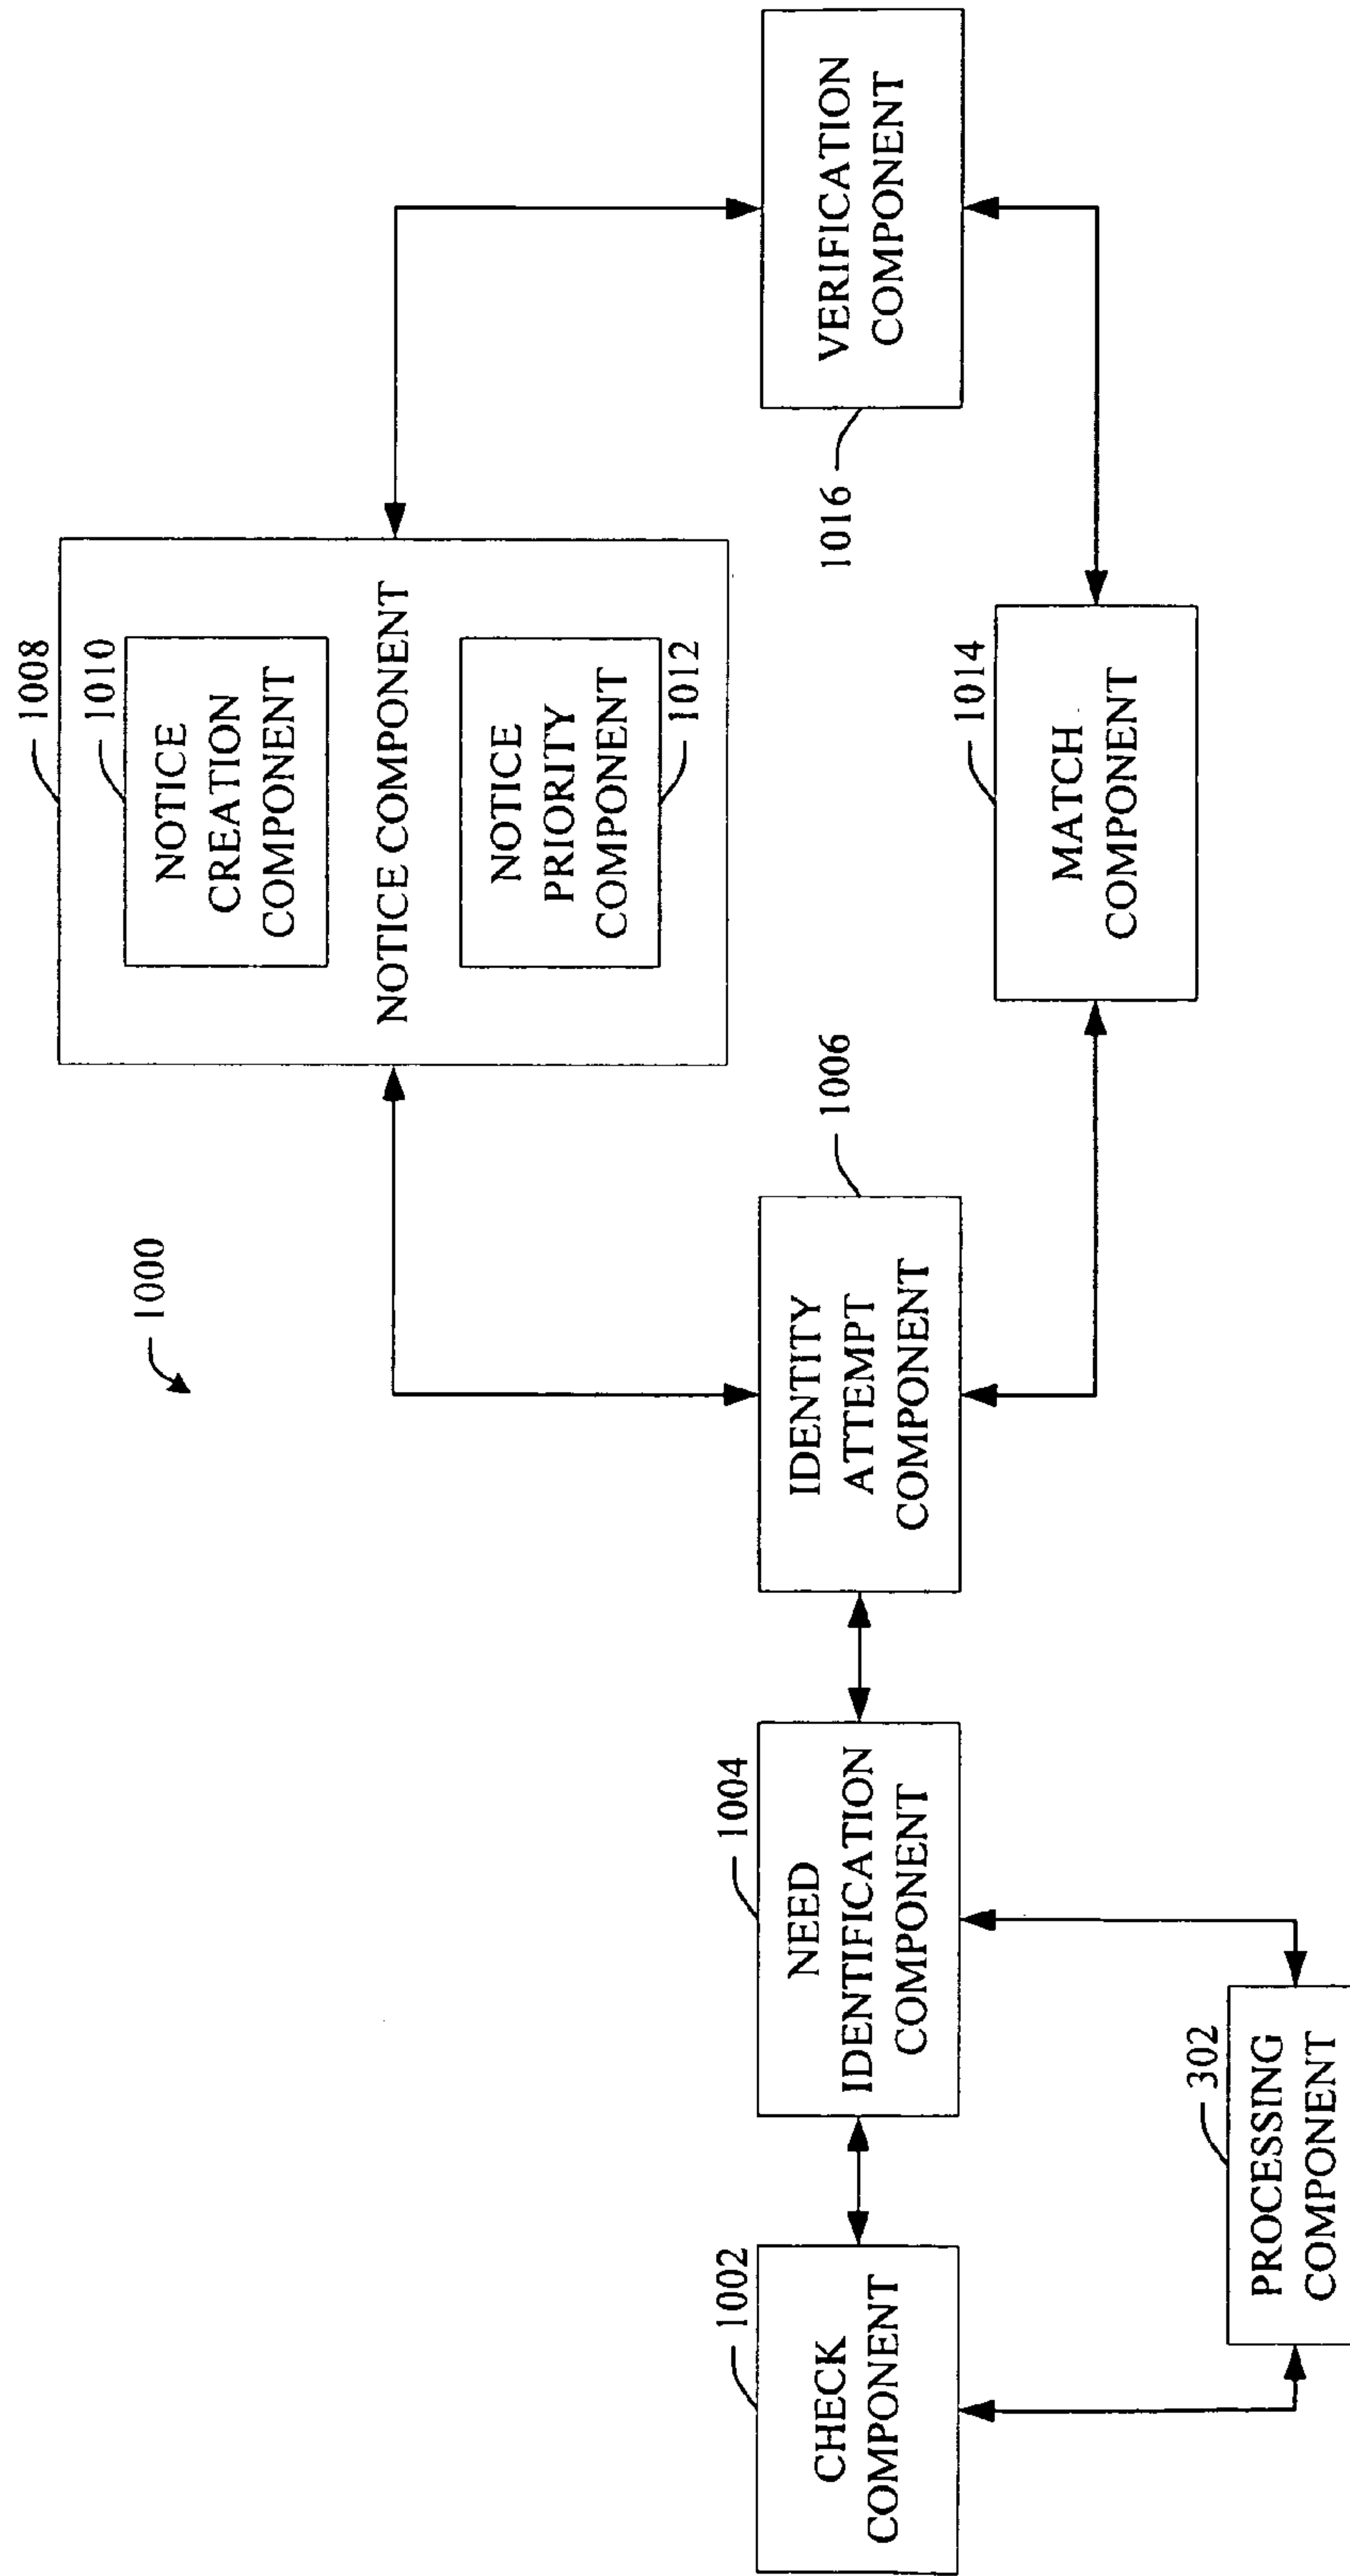 1000
1008
1010
NOTICE
CREATION
COMPONENT
NOTICE COMPONENT
NOTICE
PRIORITY
COMPONENT
1012
1002
CHECK
COMPONENT
1004
NEED
IDENTIFICATION
COMPONENT
IDENTITY
ATTEMPT
COMPONENT
1006
VERIFICATION
COMPONENT
1016
302
PROCESSING
COMPONENT
1014
MATCH
COMPONENT